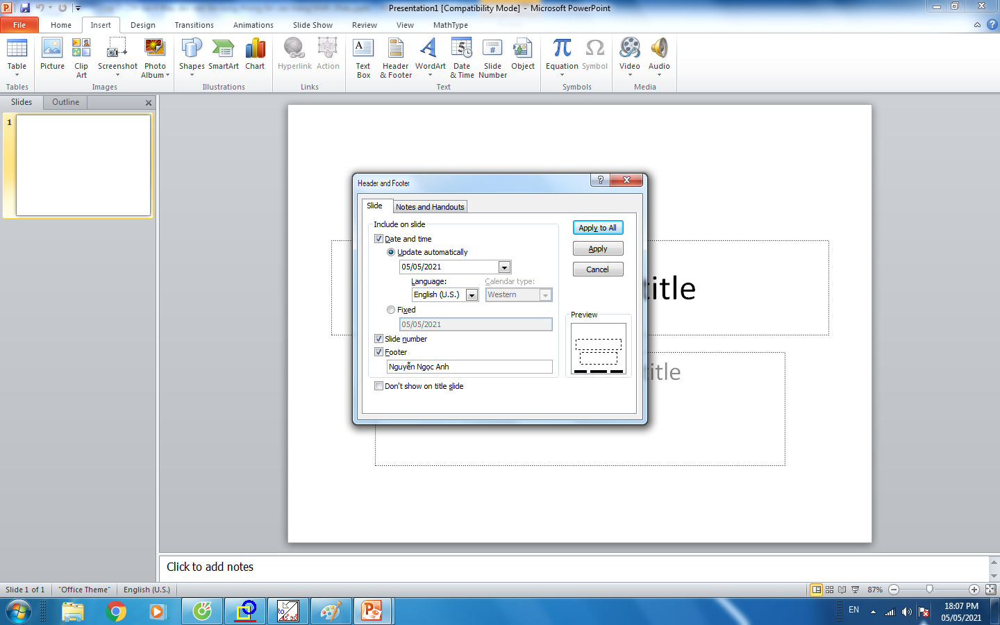 Presentation1 [Compatibility Mode] - Microsoft PowerPoint
File Home Insert Design Transitions Animations Slide Show Review View MathType
Table Picture Clip Art Screenshot Photo Album Shapes SmartArt Chart Hyperlink Action Text Box Header & Footer WordArt Date & Time Slide Number Object Equation Symbol Video Audio
Tables Images Illustrations Links Text Symbols Media
Slides Outline
1
Header and Footer
Slide Notes and Handouts
Include on slide
Apply to All
Date and time
Update automatically
Apply
05/05/2021
Cancel
Language: Calendar type:
English (U.S.) Western
title
Fixed
Preview
05/05/2021
Slide number
Footer
Nguyễn Ngọc Anh
title
Don't show on title slide
Click to add notes
Slide 1 of 1 "Office Theme" English (U.S.) 87%
EN 18:07 PM
05/05/2021